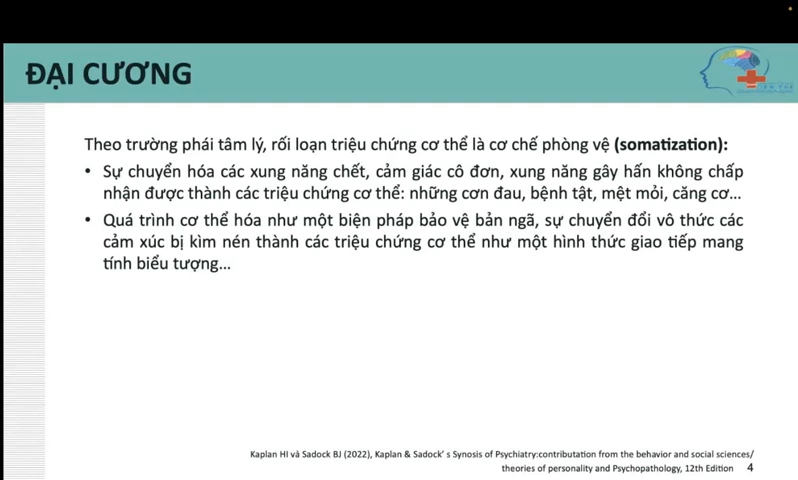 ĐẠI CƯƠNG
Theo trường phái tâm lý, rối loạn triệu chứng cơ thể là cơ chế phòng vệ (somatization):
• Sự chuyển hóa các xung năng chết, cảm giác cô đơn, xung năng gây hấn không chấp
nhận được thành các triệu chứng cơ thể: những cơn đau, bệnh tật, mệt mỏi, căng cơ...
• Quá trình cơ thể hóa như một biện pháp bảo vệ bản ngã, sự chuyển đổi vô thức các
cảm xúc bị kìm nén thành các triệu chứng cơ thể như một hình thức giao tiếp mang
tính biểu tượng...
Kaplan HI và Sadock BJ (2022), Kaplan & Sadock' s Synosis of Psychiatry:contributation from the behavior and social sciences/
theories of personality and Psychopathology, 12th Edition 4